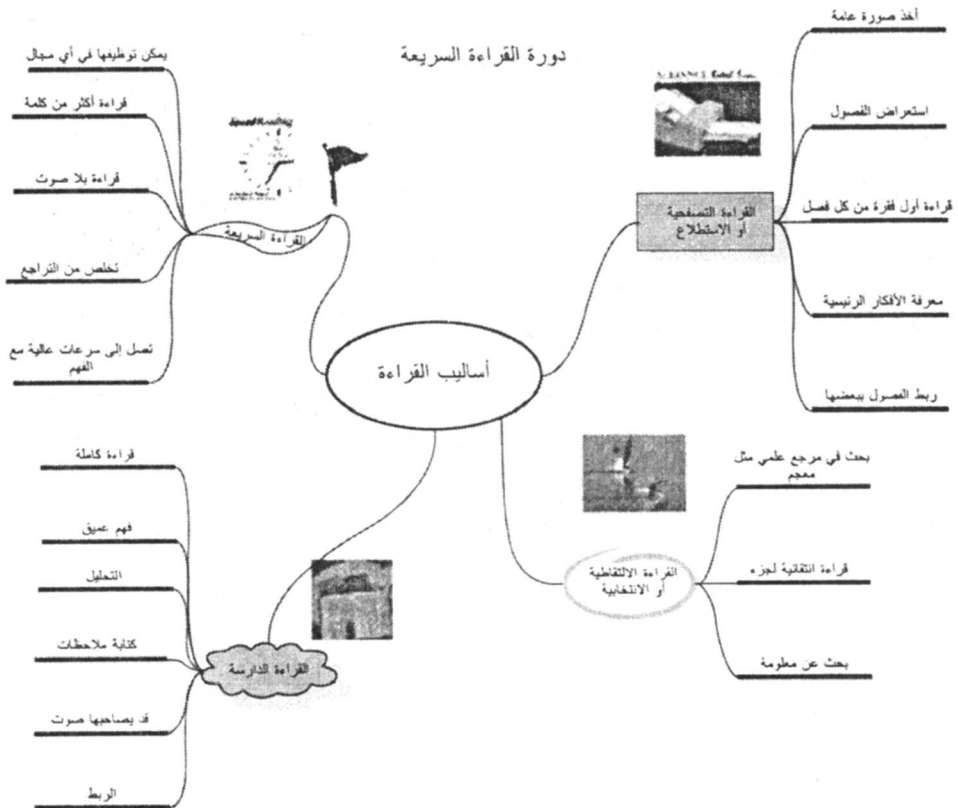 دورة القراءة السريعة
أساليب القراءة
القراءة التصفحية
أو الاستطلاع
أخذ صورة عامة
استعراض الفصول
قراءة أول فقرة من كل فصل
معرفة الأفكار الرئيسية
ربط الفصول ببعضها
القراءة الالتقاطية
أو الانتخابية
بحث في مرجع علمي مثل
معجم
قراءة انتقائية لجزء
بحث عن معلومة
القراءة الدارسة
قراءة كاملة
فهم عميق
التحليل
كتابة ملاحظات
قد يصاحبها صوت
الربط
Speed Reading
القراءة السريعة
يمكن توظيفها في أي مجال
قراءة أكثر من كلمة
قراءة بلا صوت
تخلص من التراجع
تصل إلى سرعات عالية مع
الفهم